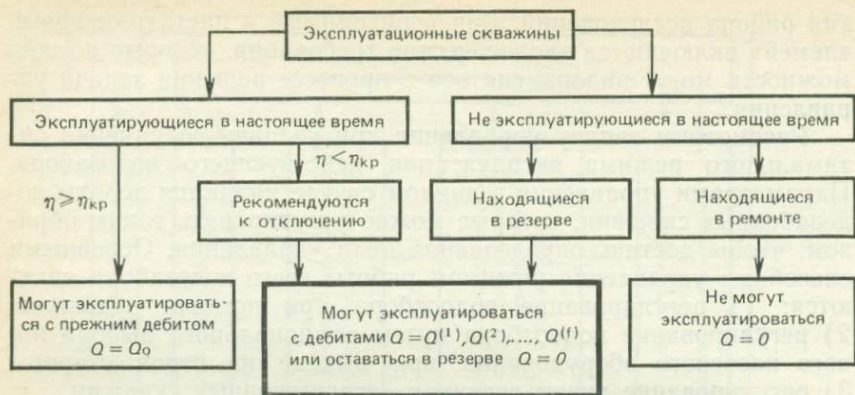 Эксплуатационные скважины
Эксплуатирующиеся в настоящее время
Не эксплуатирующиеся в настоящее время
η≥ηкр
η<ηкр
Рекомендуются
к отключению
Находящиеся
в резерве
Находящиеся
в ремонте
Могут эксплуатировать-
ся с прежним дебитом
Q=Q₀
Могут эксплуатироваться
с дебитами Q=Q⁽¹⁾, Q⁽²⁾,...., Q⁽ᶠ⁾
или оставаться в резерве Q=0
Не могут
эксплуатироваться
Q=0